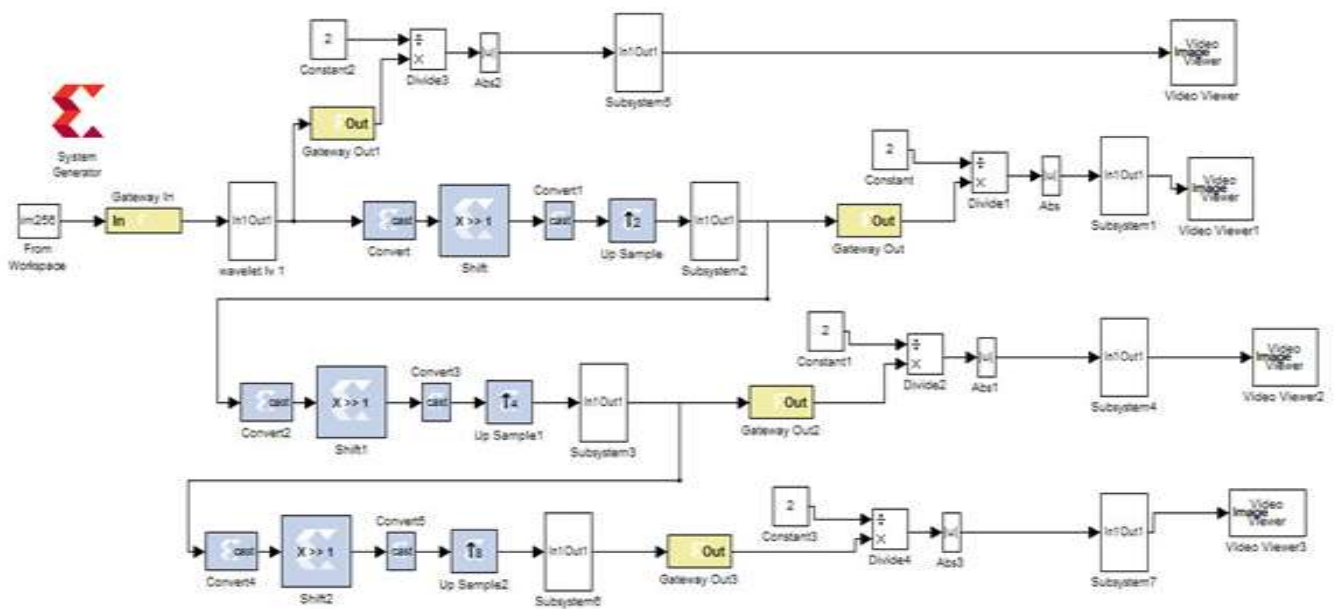 2
Constant2
÷
X
Divide3
|u|
Abs2
In1Out1
Subsystem5
Image
Video Viewer
Video Viewer
System Generator
Out
Gateway Out1
im256
From Workspace
Gateway In
In
In1Out1
wavelet lv 1
cast
Convert
X >> 1
Shift
Convert1
cast
↑2
Up Sample
In1Out1
Subsystem2
Out
Gateway Out
2
Constant
÷
X
Divide1
|u|
Abs
In1Out1
Subsystem1
Image
Video Viewer
Video Viewer1
cast
Convert2
X >> 1
Shift1
Convert3
cast
↑4
Up Sample1
In1Out1
Subsystem3
Out
Gateway Out2
2
Constant1
÷
X
Divide2
|u|
Abs1
In1Out1
Subsystem4
Image
Video Viewer
Video Viewer2
cast
Convert4
X >> 1
Shift2
Convert5
cast
↑8
Up Sample2
In1Out1
Subsystem6
Out
Gateway Out3
2
Constant3
÷
X
Divide4
|u|
Abs3
In1Out1
Subsystem7
Image
Video Viewer
Video Viewer3